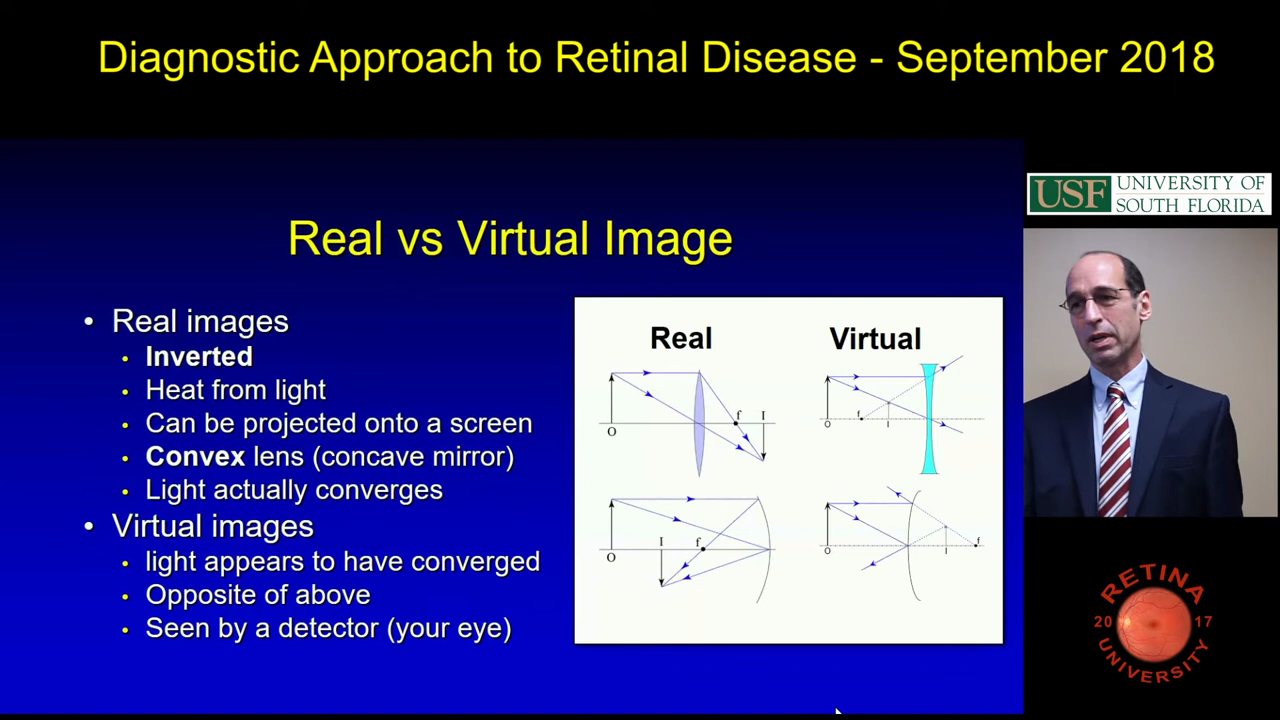 Diagnostic Approach to Retinal Disease - September 2018
USF UNIVERSITY OF
SOUTH FLORIDA
Real vs Virtual Image
• Real images
• Inverted
• Heat from light
• Can be projected onto a screen
• Convex lens (concave mirror)
• Light actually converges
• Virtual images
• light appears to have converged
• Opposite of above
• Seen by a detector (your eye)
Real Virtual
f I
O
f
O I
I f
O
f
O I
RETINA
20 17
UNIVERSITY